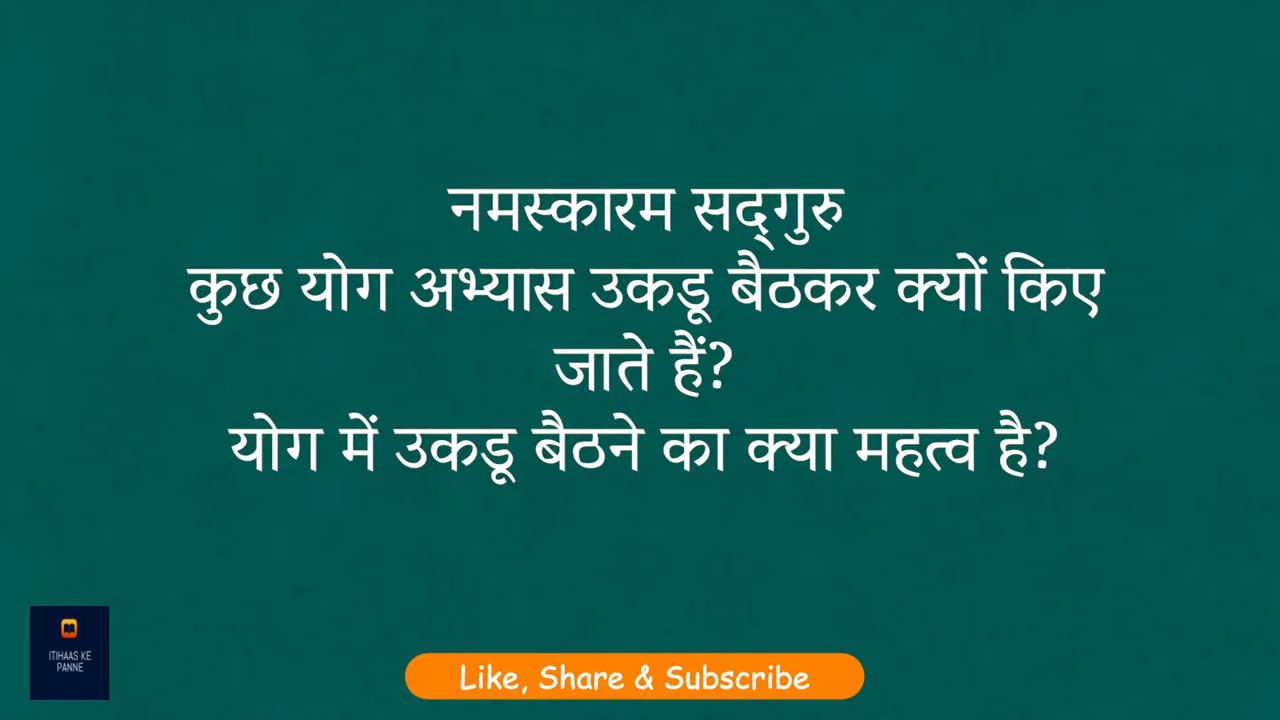 नमस्कारम सद्‌गुरु
कुछ योग अभ्यास उकडू बैठकर क्यों किए
जाते हैं?
योग में उकडू बैठने का क्या महत्व है?
ITIHAAS KE
PANNE
Like, Share & Subscribe